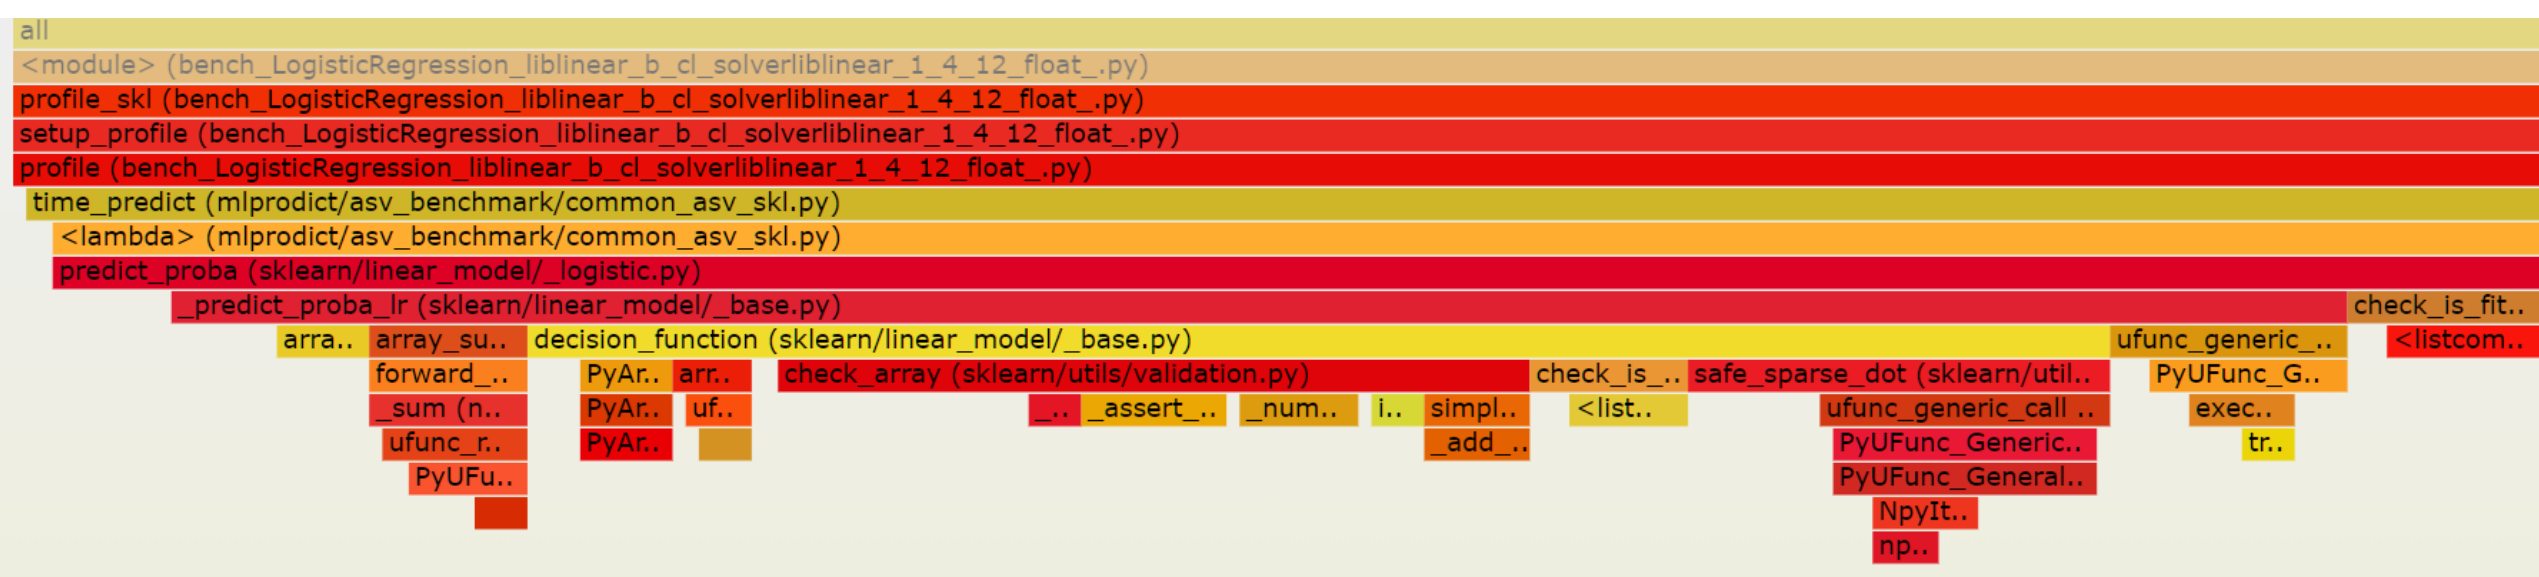 all
<module> (bench_LogisticRegression_liblinear_b_cl_solverliblinear_1_4_12_float_.py)
profile_skl (bench_LogisticRegression_liblinear_b_cl_solverliblinear_1_4_12_float_.py)
setup_profile (bench_LogisticRegression_liblinear_b_cl_solverliblinear_1_4_12_float_.py)
profile (bench_LogisticRegression_liblinear_b_cl_solverliblinear_1_4_12_float_.py)
time_predict (mlprodict/asv_benchmark/common_asv_skl.py)
<lambda> (mlprodict/asv_benchmark/common_asv_skl.py)
predict_proba (sklearn/linear_model/_logistic.py)
_predict_proba_lr (sklearn/linear_model/_base.py) check_is_fit..
arra.. array_su.. decision_function (sklearn/linear_model/_base.py) ufunc_generic_.. <listcom..
forward_.. PyAr.. arr.. check_array (sklearn/utils/validation.py) check_is_.. safe_sparse_dot (sklearn/util.. PyUFunc_G..
_sum (n.. PyAr.. uf.. _.. _assert_.. _num.. i.. simpl.. <list.. ufunc_generic_call .. exec..
ufunc_r.. PyAr.. _add_.. PyUFunc_Generic.. tr..
PyUFu.. PyUFunc_General..
NpyIt..
np..